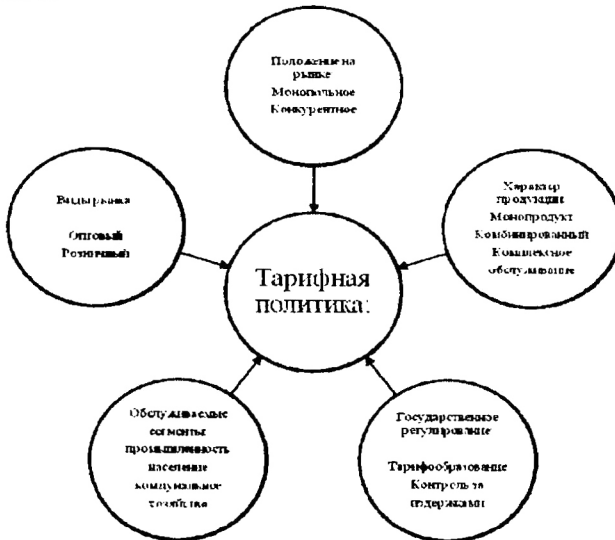 Положение на
рынке
Монопольное
Конкурентное
Виды рынка
Оптовый
Розничный
Характер
продукции
Монопродукт
Комбинированный
Комплексное
обслуживание
Тарифная
политика:
Обслуживаемые
сегменты
промышленность
население
коммунальное
хозяйство
Государственное
регулирование
Тарифообразование
Контроль за
издержками